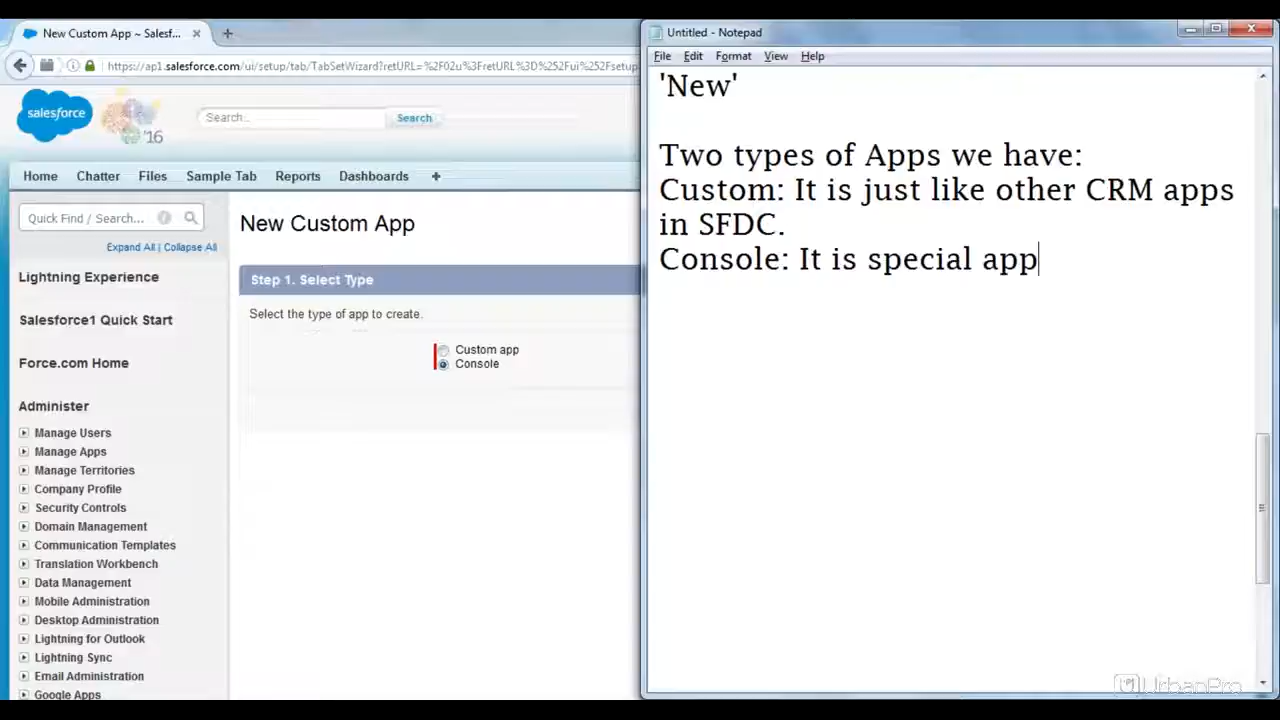 New Custom App ~ Salesf...
https://ap1.salesforce.com/ui/setup/tab/TabSetWizard?retURL=%2F02u%3FretURL%3D%252Fui%252Fsetup
salesforce
'16
Search...
Search
Home
Chatter
Files
Sample Tab
Reports
Dashboards
Quick Find / Search...
Expand All | Collapse All
Lightning Experience
Salesforce1 Quick Start
Force.com Home
Administer
Manage Users
Manage Apps
Manage Territories
Company Profile
Security Controls
Domain Management
Communication Templates
Translation Workbench
Data Management
Mobile Administration
Desktop Administration
Lightning for Outlook
Lightning Sync
Email Administration
Google Apps
New Custom App
Step 1. Select Type
Select the type of app to create.
Custom app
Console
Untitled - Notepad
File Edit Format View Help
'New'
Two types of Apps we have:
Custom: It is just like other CRM apps
in SFDC.
Console: It is special app
UrbanPro